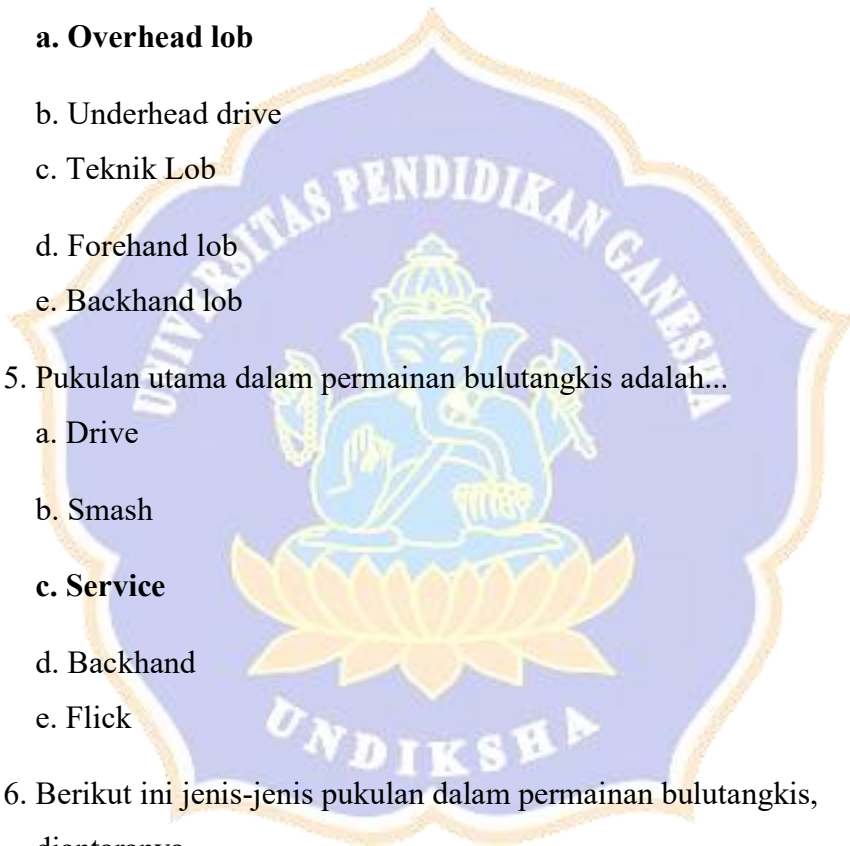 a. Overhead lob
b. Underhead drive
c. Teknik Lob
d. Forehand lob
e. Backhand lob
5. Pukulan utama dalam permainan bulutangkis adalah...
a. Drive
b. Smash
c. Service
d. Backhand
e. Flick
6. Berikut ini jenis-jenis pukulan dalam permainan bulutangkis,
UNIVERSITAS PENDIDIKAN GANESHA
UNDIKSHA